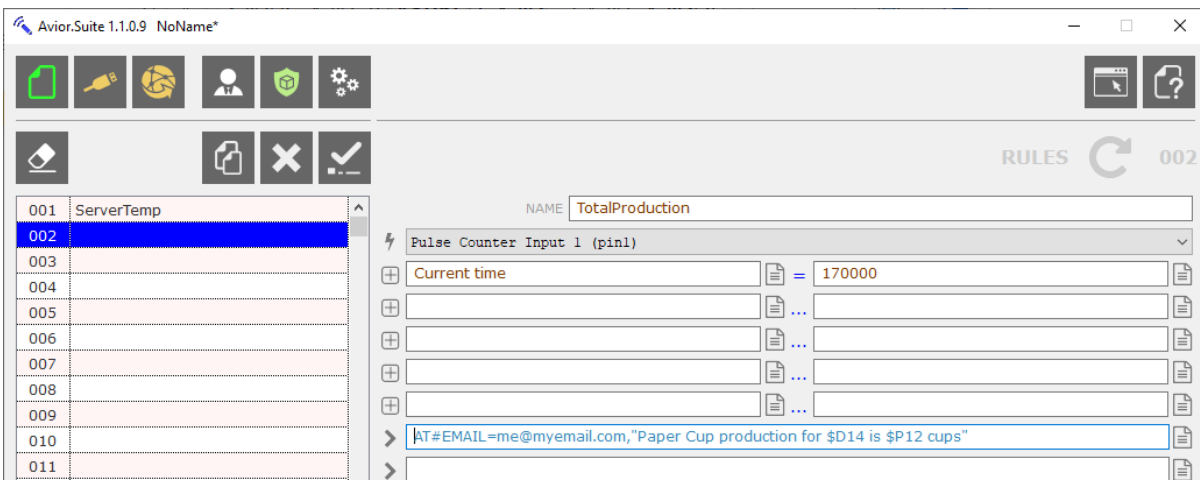 Avior.Suite 1.1.0.9 NoName*
RULES 002
001 ServerTemp
002
003
004
005
006
007
008
009
010
011
NAME TotalProduction
Pulse Counter Input 1 (pin1)
Current time = 170000
...
...
...
...
AT#EMAIL=me@myemail.com,"Paper Cup production for $D14 is $P12 cups"